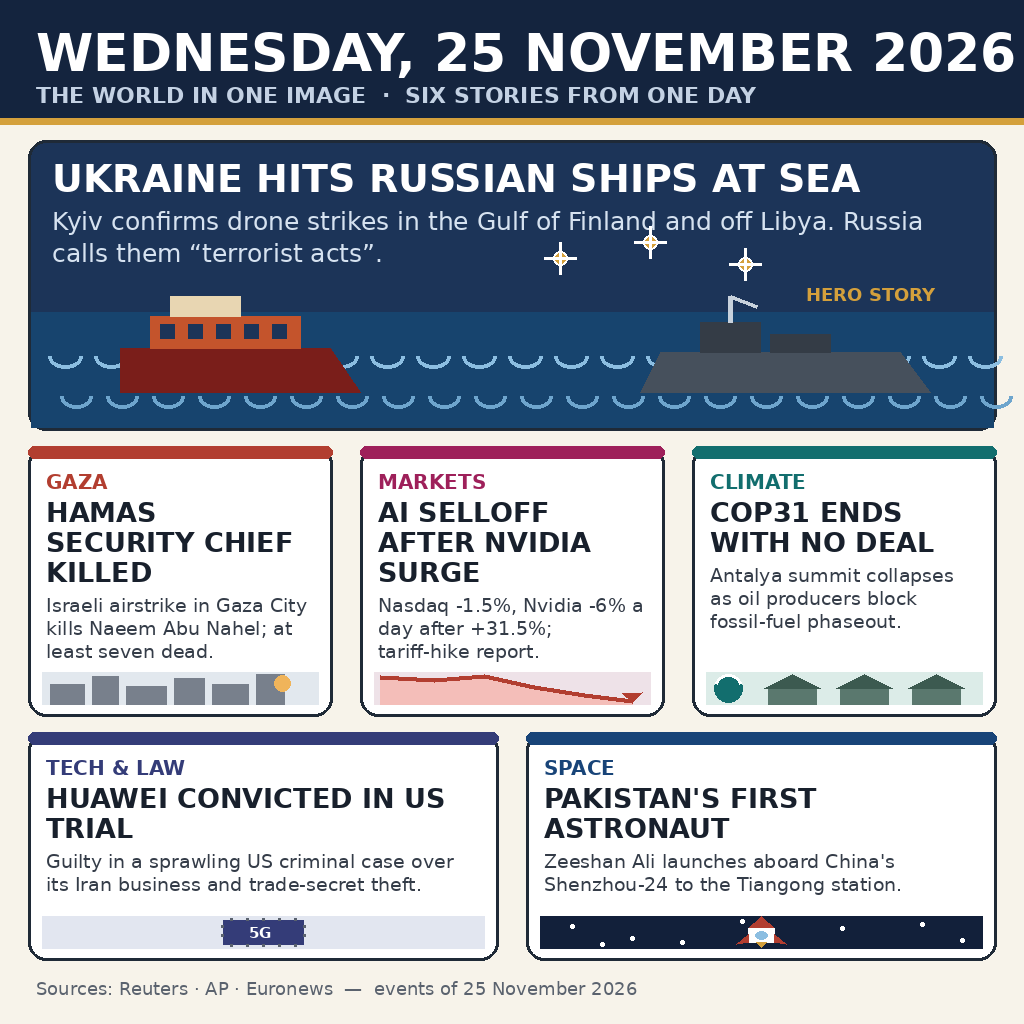 WEDNESDAY, 25 NOVEMBER 2026
THE WORLD IN ONE IMAGE · SIX STORIES FROM ONE DAY
UKRAINE HITS RUSSIAN SHIPS AT SEA
Kyiv confirms drone strikes in the Gulf of Finland and off Libya. Russia
calls them “terrorist acts”.
HERO STORY
GAZA
HAMAS
SECURITY CHIEF
KILLED
Israeli airstrike in Gaza City
kills Naeem Abu Nahel; at
least seven dead.
MARKETS
AI SELLOFF
AFTER NVIDIA
SURGE
Nasdaq -1.5%, Nvidia -6% a
day after +31.5%;
tariff-hike report.
CLIMATE
COP31 ENDS
WITH NO DEAL
Antalya summit collapses
as oil producers block
fossil-fuel phaseout.
TECH & LAW
HUAWEI CONVICTED IN US
TRIAL
Guilty in a sprawling US criminal case over
its Iran business and trade-secret theft.
5G
SPACE
PAKISTAN'S FIRST
ASTRONAUT
Zeeshan Ali launches aboard China's
Shenzhou-24 to the Tiangong station.
Sources: Reuters · AP · Euronews — events of 25 November 2026